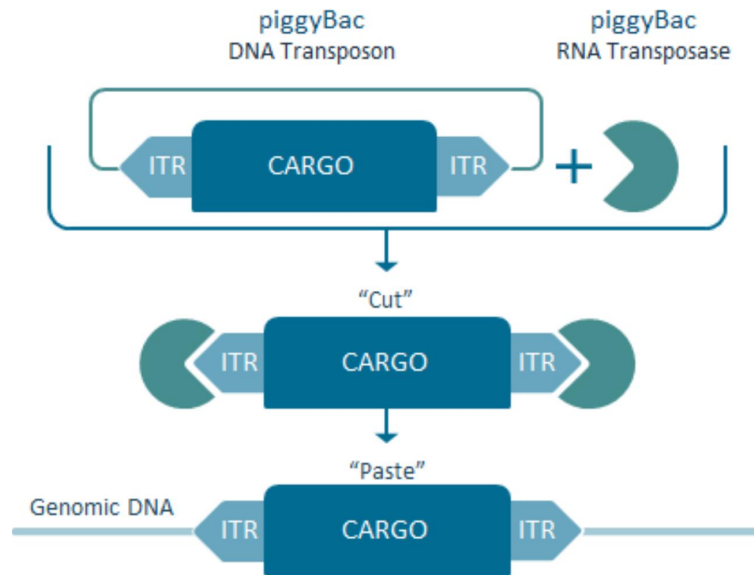 piggyBac
DNA Transposon
piggyBac
RNA Transposase
ITR
CARGO
ITR
+
“Cut”
ITR
CARGO
ITR
“Paste”
Genomic DNA
ITR
CARGO
ITR